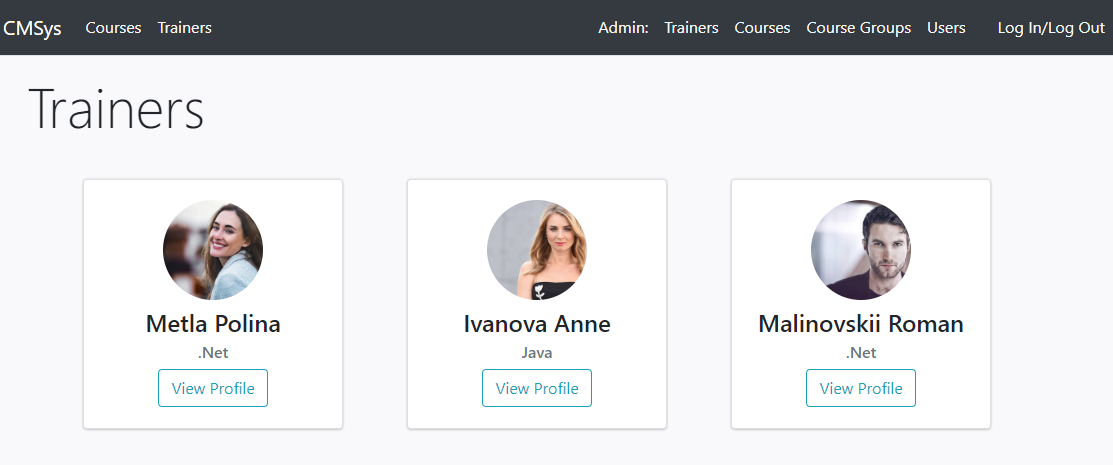 CMSys Courses Trainers Admin: Trainers Courses Course Groups Users Log In/Log Out
Trainers
Metla Polina
.Net
View Profile
Ivanova Anne
Java
View Profile
Malinovskii Roman
.Net
View Profile